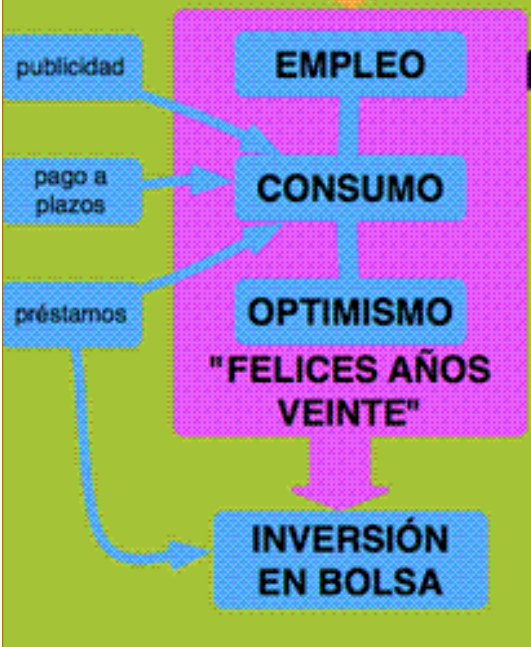 publicidad
EMPLEO
pago a
plazos
CONSUMO
préstamos
OPTIMISMO
"FELICES AÑOS
VEINTE"
INVERSIÓN
EN BOLSA